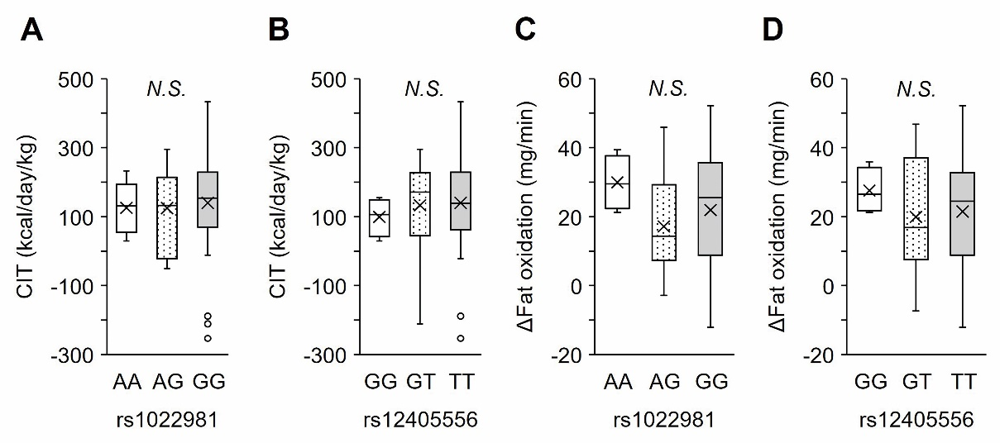 A
B
C
D
500
300
100
-100
-300
CIT (kcal/day/kg)
N.S.
AA AG GG
rs1022981
500
300
100
-100
-300
CIT (kcal/day/kg)
N.S.
GG GT TT
rs12405556
60
40
20
0
-20
ΔFat oxidation (mg/min)
N.S.
AA AG GG
rs1022981
60
40
20
0
-20
ΔFat oxidation (mg/min)
N.S.
GG GT TT
rs12405556